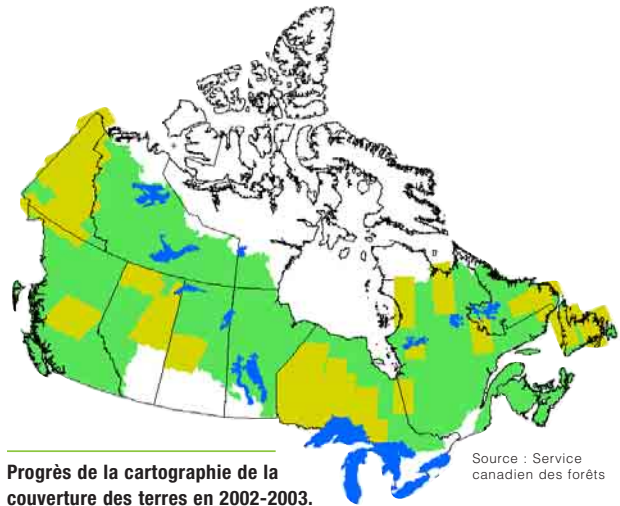 Progrès de la cartographie de la
couverture des terres en 2002-2003.
Source : Service
canadien des forêts